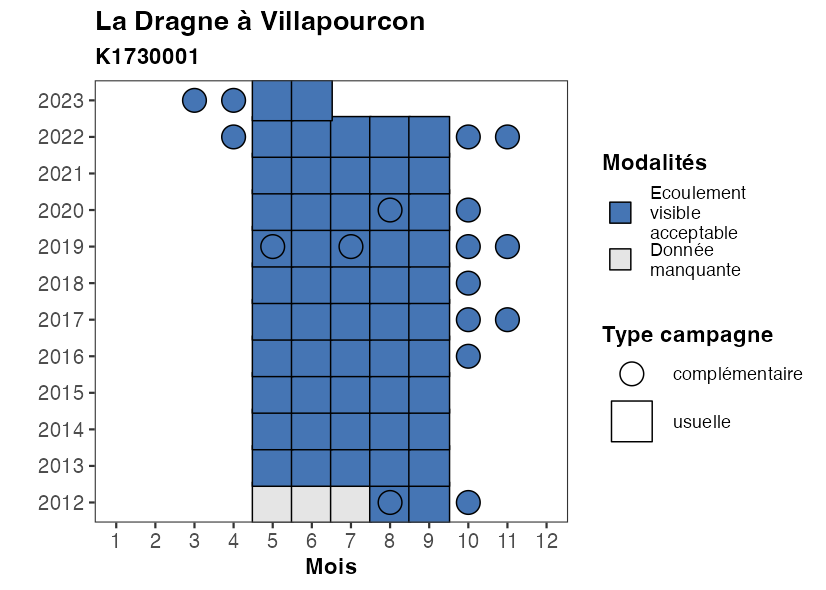 La Dragne à Villapourcon
K1730001
2023
2022
2021
2020
2019
2018
2017
2016
2015
2014
2013
2012
1 2 3 4 5 6 7 8 9 10 11 12
Mois
Modalités
Ecoulement
visible
acceptable
Donnée
manquante
Type campagne
complémentaire
usuelle